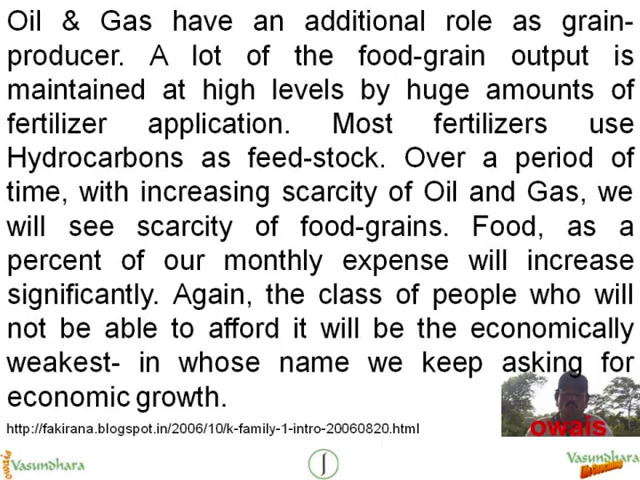 Oil & Gas have an additional role as grain-
producer. A lot of the food-grain output is
maintained at high levels by huge amounts of
fertilizer application. Most fertilizers use
Hydrocarbons as feed-stock. Over a period of
time, with increasing scarcity of Oil and Gas, we
will see scarcity of food-grains. Food, as a
percent of our monthly expense will increase
significantly. Again, the class of people who will
not be able to afford it will be the economically
weakest- in whose name we keep asking for
economic growth.
owais
http://fakirana.blogspot.in/2006/10/k-family-1-intro-20060820.html
owais
Vasundhara
Vasundhara
Life Coaching